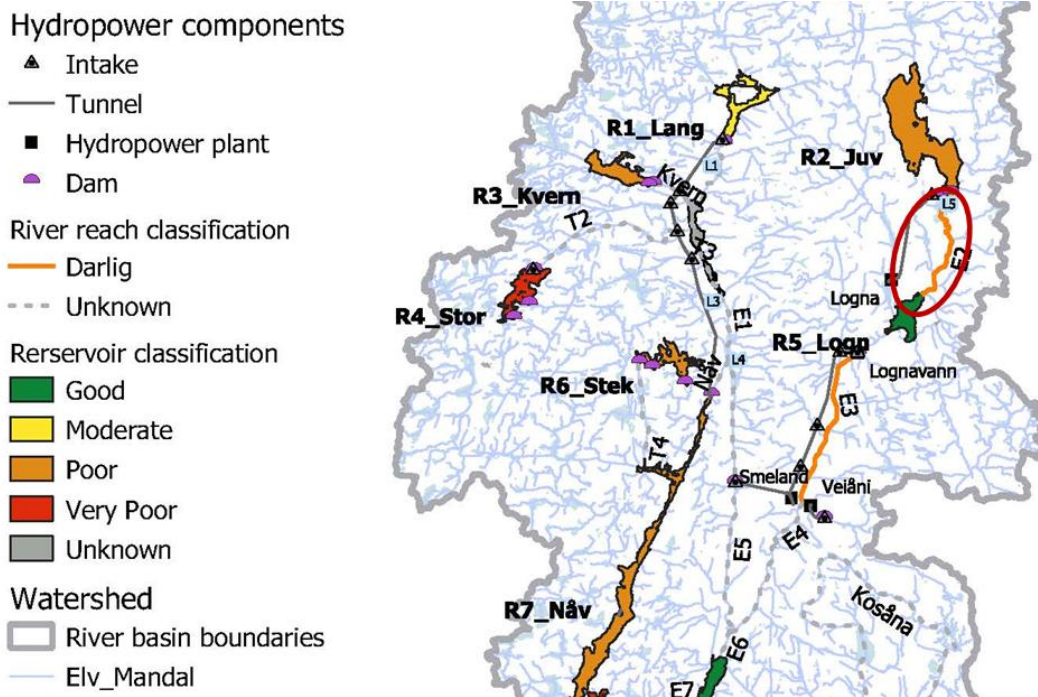 Hydropower components
Intake
Tunnel
Hydropower plant
Dam
River reach classification
Darlig
Unknown
Rerservoir classification
Good
Moderate
Poor
Very Poor
Unknown
Watershed
River basin boundaries
Elv_Mandal
R1_Lang
L1
R2_Juv
Kvern
R3_Kvern
L5
T2
E2
L3
Logna
R4_Stor
E1
R5_Logn
L4
Lognavann
R6_Stek
Nåv
E3
T4
Smeland
Veiåni
E4
E5
Kosåna
R7_Nåv
E6
E7